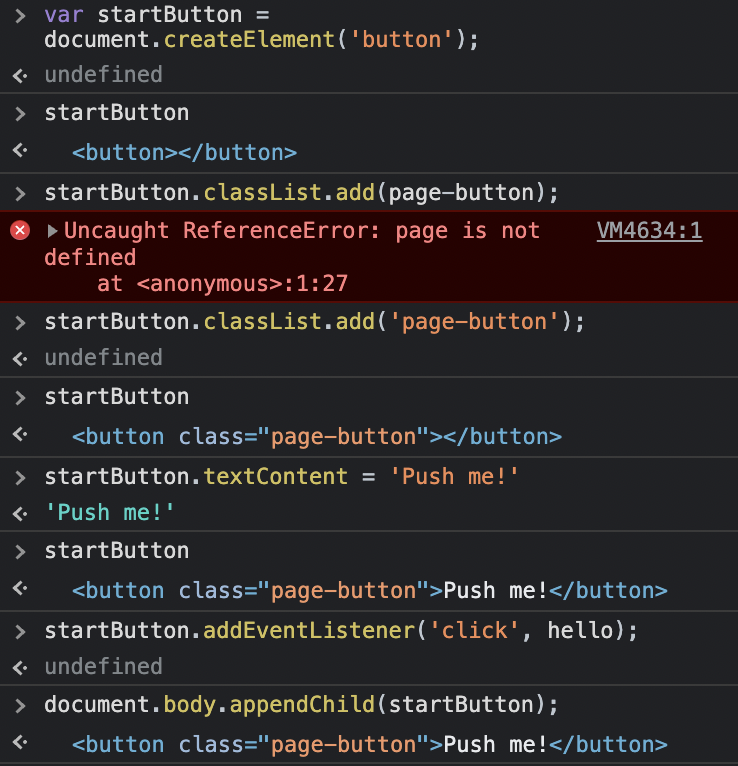 var startButton =
document.createElement('button');
undefined
startButton
<button></button>
startButton.classList.add(page-button);
Uncaught ReferenceError: page is not VM4634:1
defined
at <anonymous>:1:27
startButton.classList.add('page-button');
undefined
startButton
<button class="page-button"></button>
startButton.textContent = 'Push me!'
'Push me!'
startButton
<button class="page-button">Push me!</button>
startButton.addEventListener('click', hello);
undefined
document.body.appendChild(startButton);
<button class="page-button">Push me!</button>